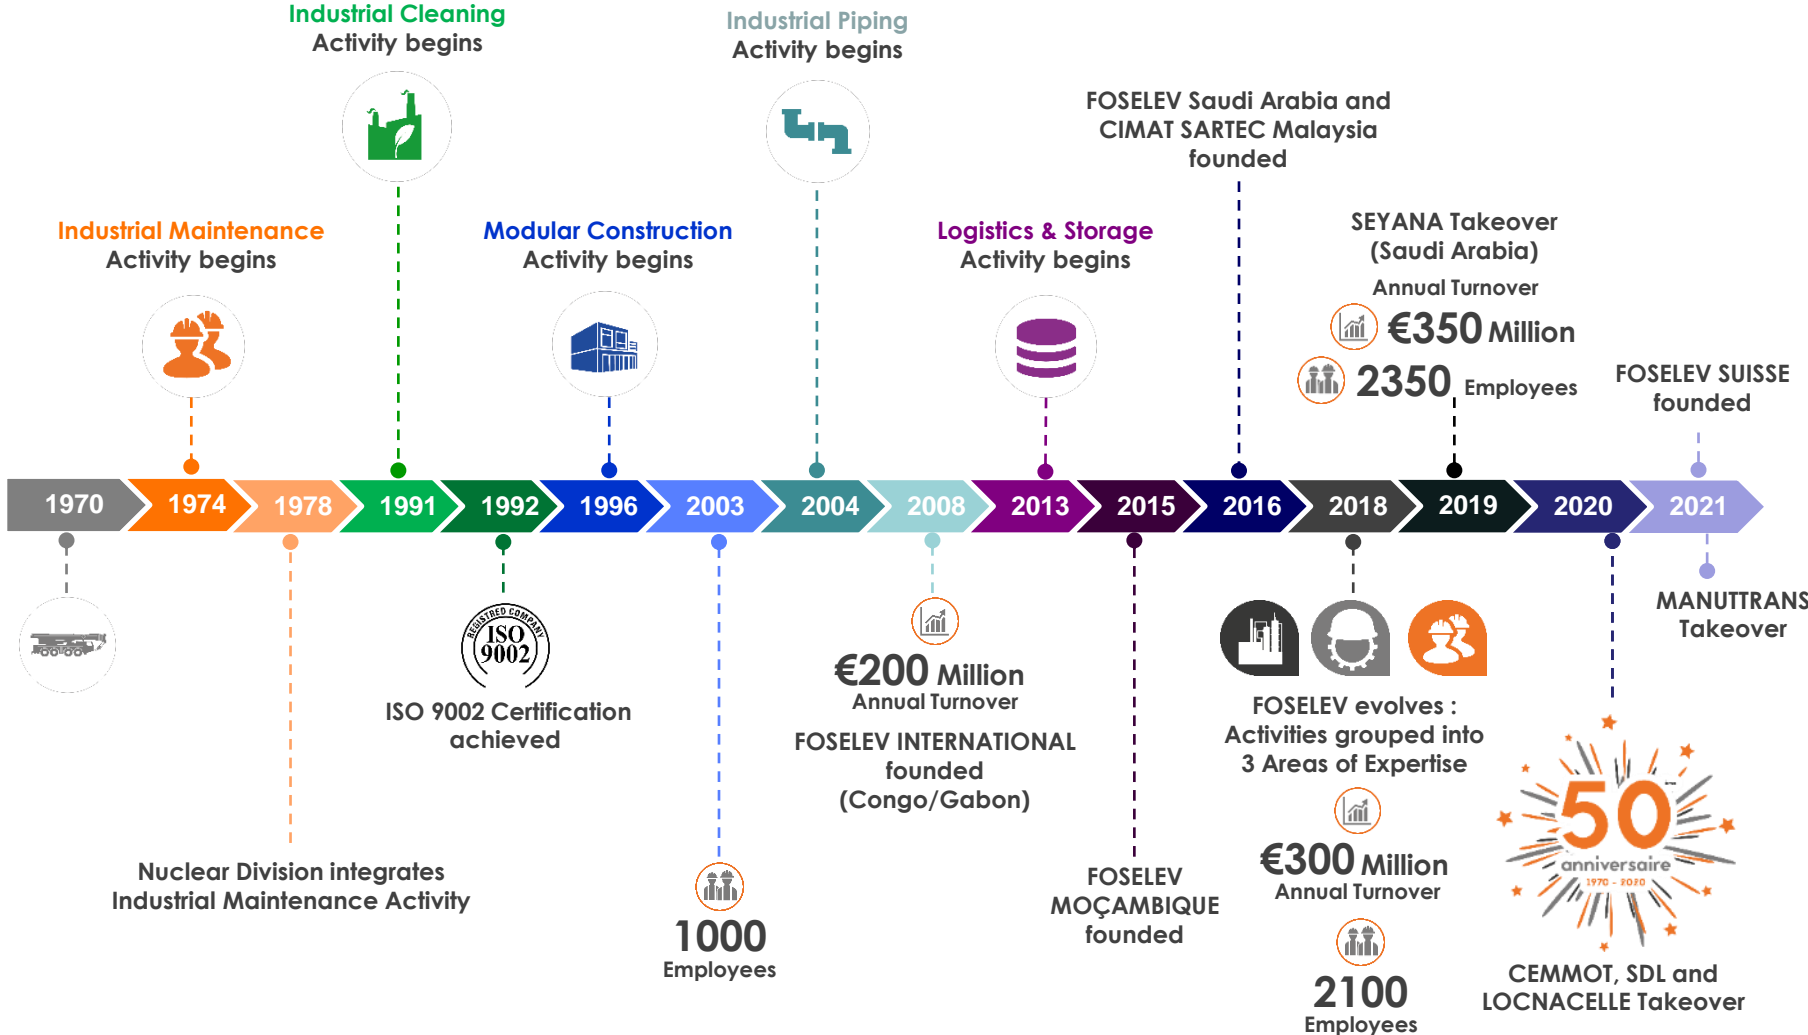 Industrial Cleaning
Activity begins
Industrial Piping
Activity begins
FOSELEV Saudi Arabia and
CIMAT SARTEC Malaysia
founded
Industrial Maintenance
Activity begins
Modular Construction
Activity begins
Logistics & Storage
Activity begins
SEYANA Takeover
(Saudi Arabia)
Annual Turnover
€350 Million
2350 Employees
FOSELEV SUISSE
founded
1970 1974 1978 1991 1992 1996 2003 2004 2008 2013 2015 2016 2018 2019 2020 2021
REGISTRED COMPANY
ISO
9002
ISO 9002 Certification
achieved
€200 Million
Annual Turnover
FOSELEV INTERNATIONAL
founded
(Congo/Gabon)
MANUTTRANS
Takeover
FOSELEV evolves :
Activities grouped into
3 Areas of Expertise
€300 Million
Annual Turnover
2100
Employees
Nuclear Division integrates
Industrial Maintenance Activity
1000
Employees
FOSELEV
MOÇAMBIQUE
founded
50
anniversaire
1970 - 2020
CEMMOT, SDL and
LOCNACELLE Takeover